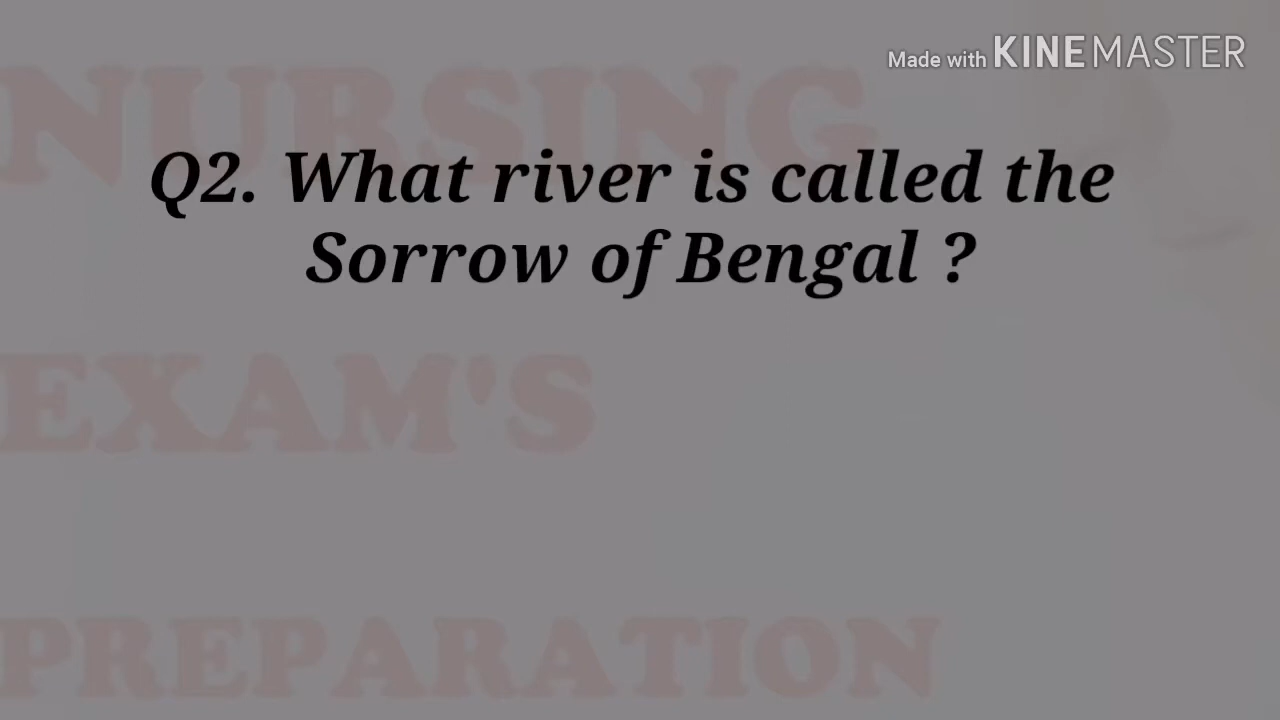 Made with KINEMASTER
NURSING
Q2. What river is called the
Sorrow of Bengal ?
EXAM'S
PREPARATION